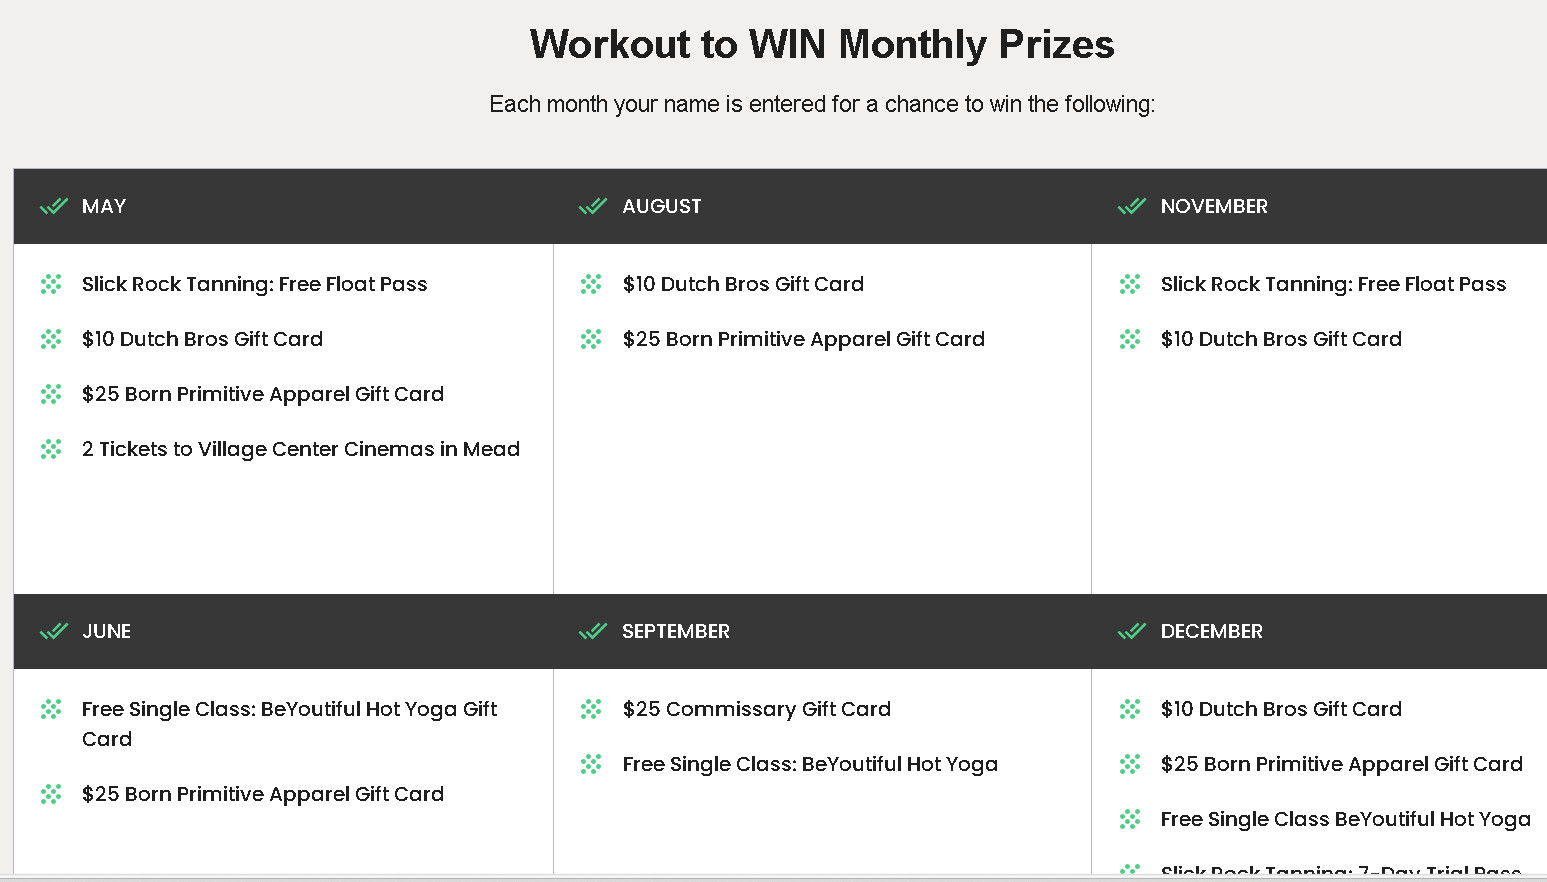 Workout to WIN Monthly Prizes
Each month your name is entered for a chance to win the following:
MAY
Slick Rock Tanning: Free Float Pass
$10 Dutch Bros Gift Card
$25 Born Primitive Apparel Gift Card
2 Tickets to Village Center Cinemas in Mead
AUGUST
$10 Dutch Bros Gift Card
$25 Born Primitive Apparel Gift Card
NOVEMBER
Slick Rock Tanning: Free Float Pass
$10 Dutch Bros Gift Card
JUNE
Free Single Class: BeYoutiful Hot Yoga Gift
Card
$25 Born Primitive Apparel Gift Card
SEPTEMBER
$25 Commissary Gift Card
Free Single Class: BeYoutiful Hot Yoga
DECEMBER
$10 Dutch Bros Gift Card
$25 Born Primitive Apparel Gift Card
Free Single Class BeYoutiful Hot Yoga
Slick Rock Tanning: 7-Day Trial Pass